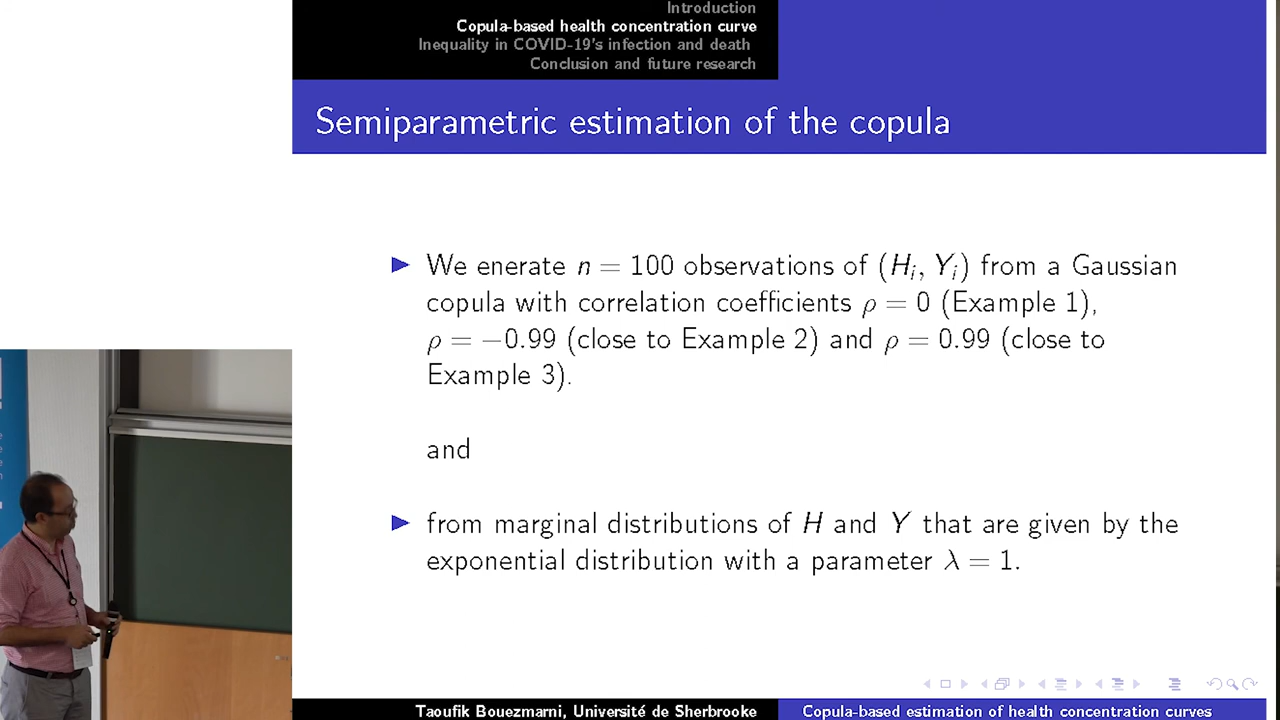 Introduction
Copula-based health concentration curve
Inequality in COVID-19's infection and death
Conclusion and future research
Semiparametric estimation of the copula
We enerate n = 100 observations of (Hᵢ, Yᵢ) from a Gaussian
copula with correlation coefficients ρ = 0 (Example 1),
ρ = −0.99 (close to Example 2) and ρ = 0.99 (close to
Example 3).
and
from marginal distributions of H and Y that are given by the
exponential distribution with a parameter λ = 1.
Taoufik Bouezmarni, Université de Sherbrooke
Copula-based estimation of health concentration curves